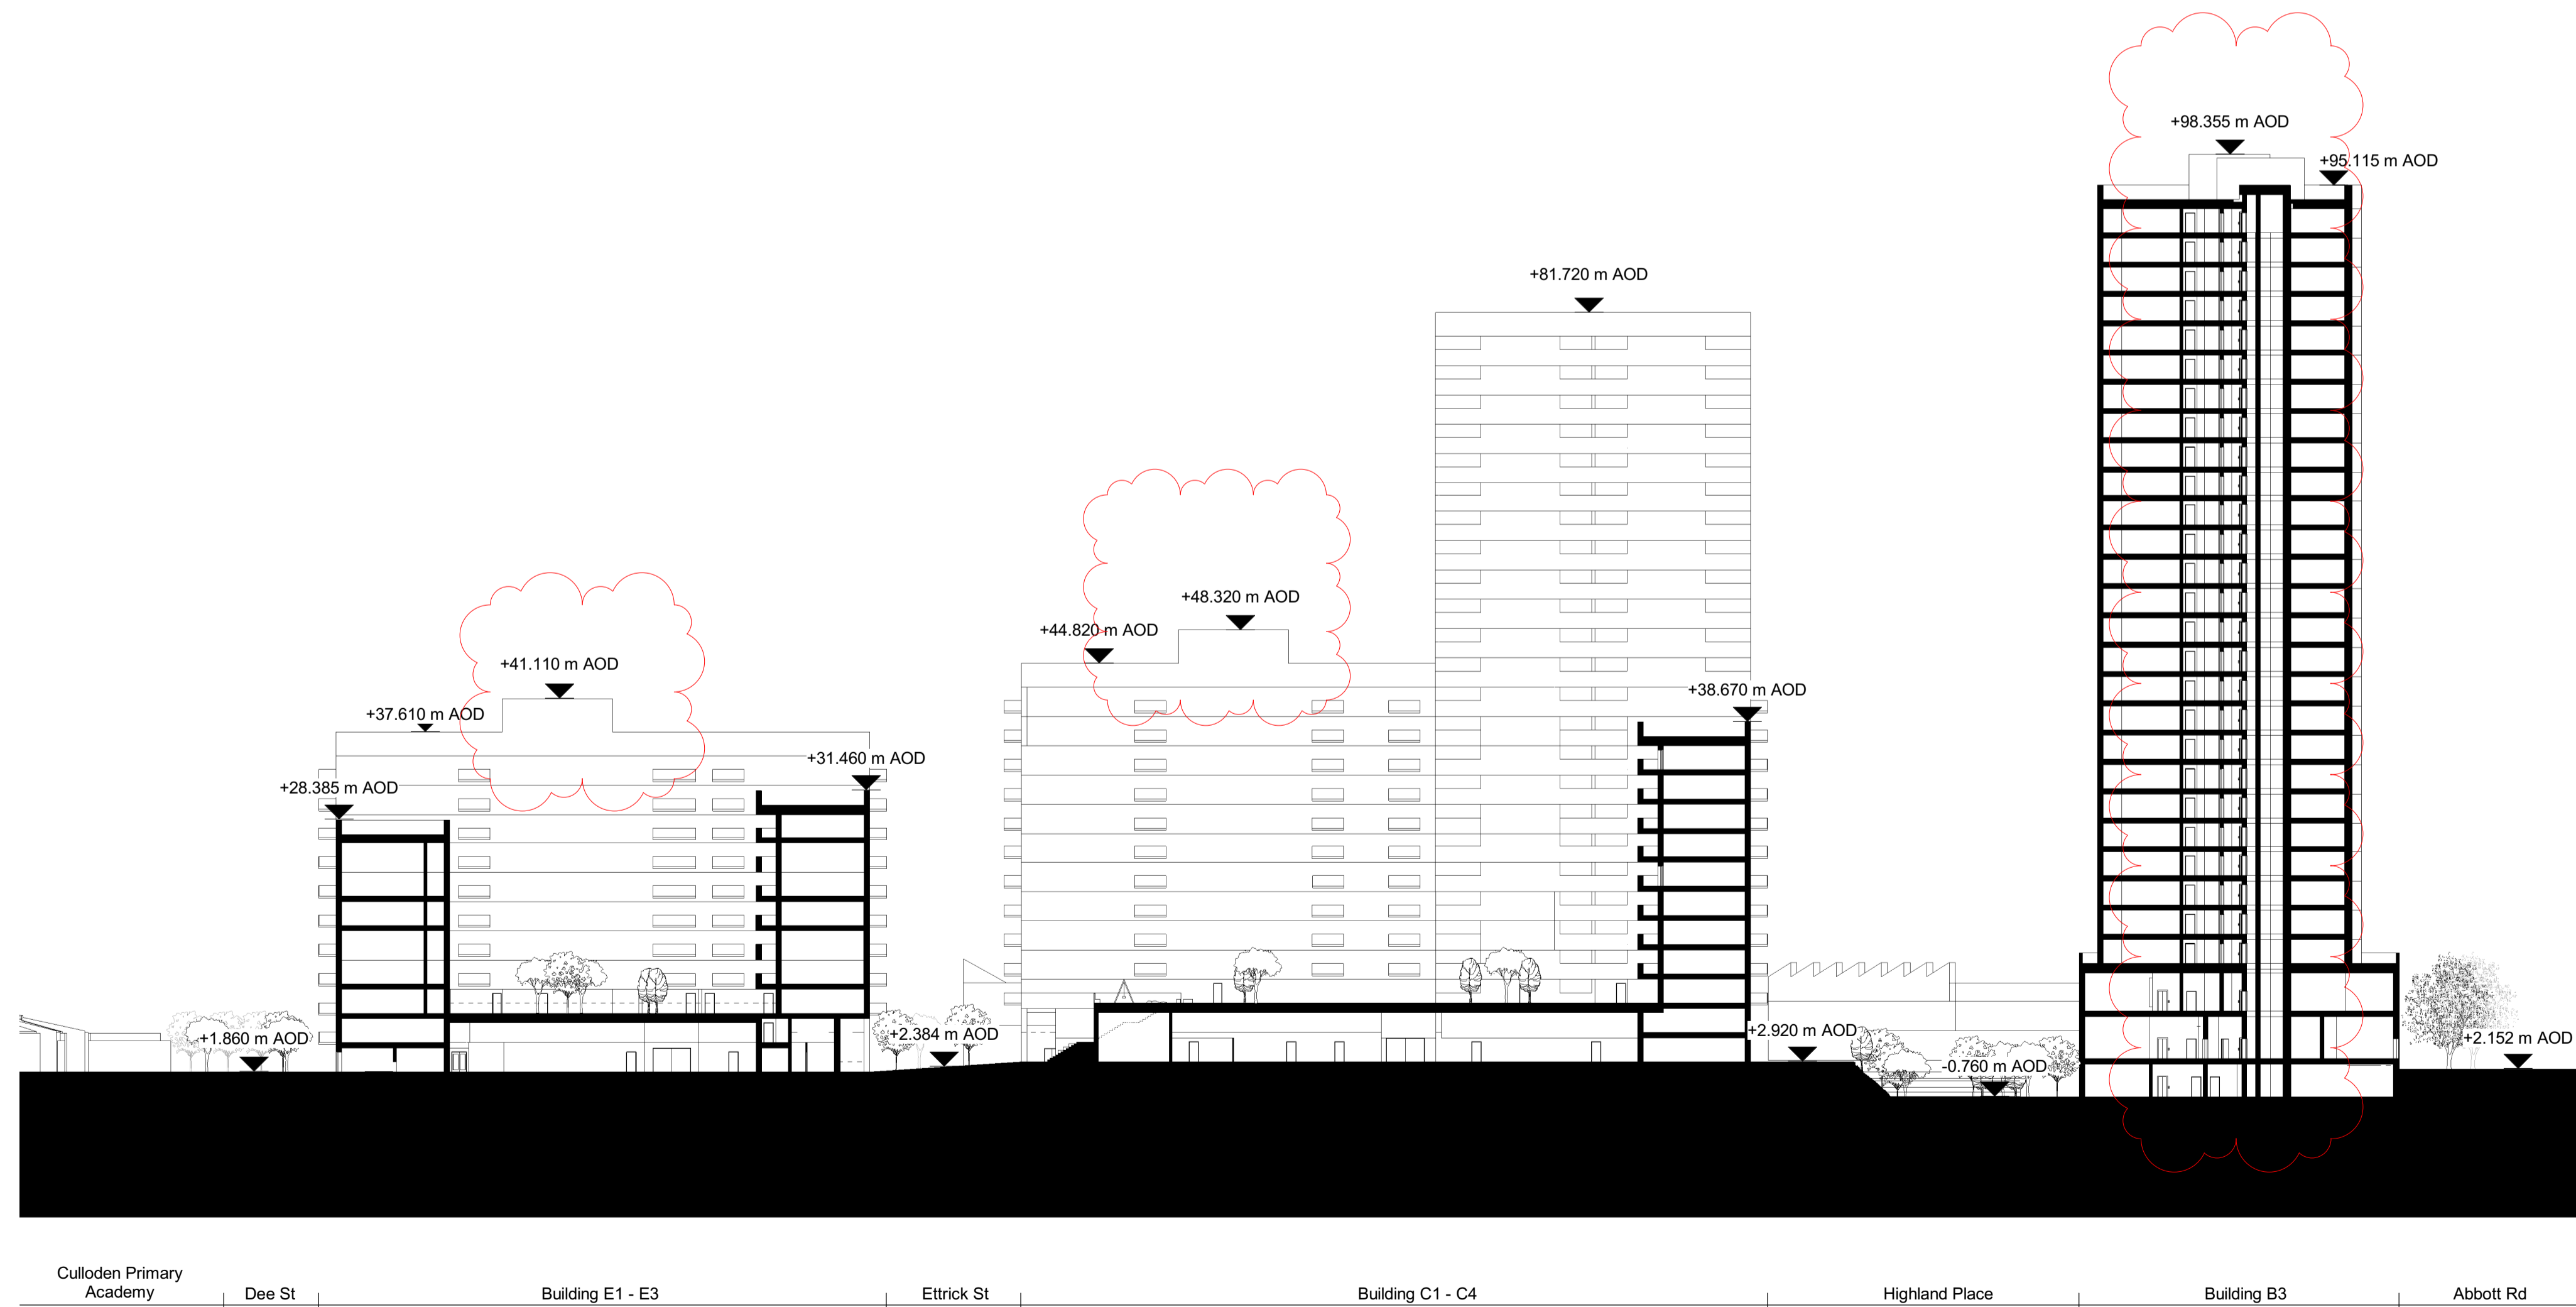 +98.355 m AOD
+95.115 m AOD
+81.720 m AOD
+48.320 m AOD
+44.820 m AOD
+41.110 m AOD
+38.670 m AOD
+37.610 m AOD
+31.460 m AOD
+28.385 m AOD
+1.860 m AOD
+2.384 m AOD
+2.920 m AOD
-0.760 m AOD
+2.152 m AOD
Culloden Primary
Academy
Dee St
Building E1 - E3
Ettrick St
Building C1 - C4
Highland Place
Building B3
Abbott Rd